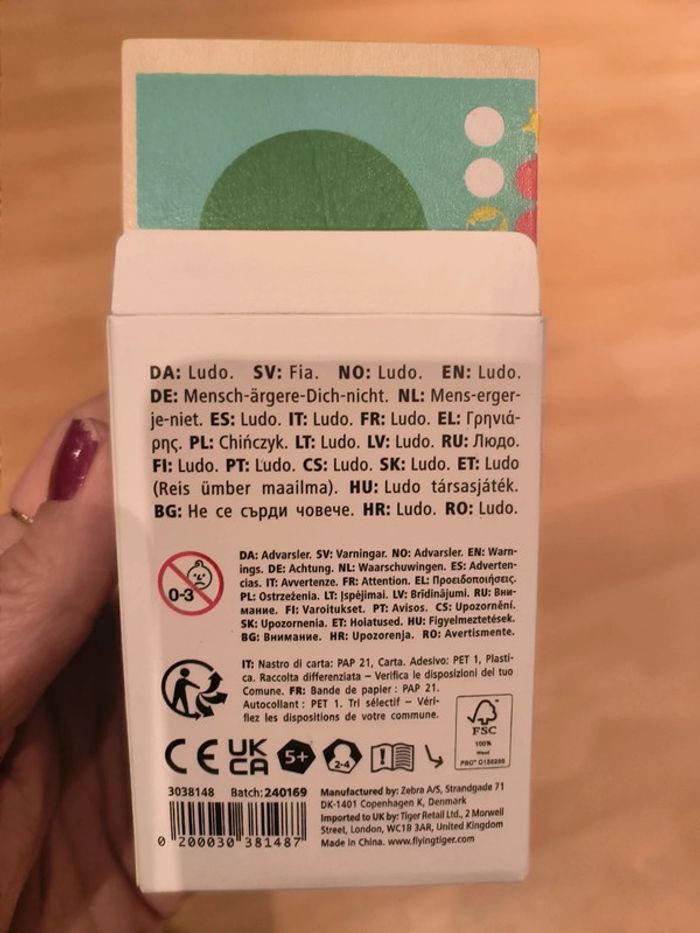 DA: Ludo. SV: Fia. NO: Ludo. EN: Ludo.
DE: Mensch-ärgere-Dich-nicht. NL: Mens-erger-
je-niet. ES: Ludo. IT: Ludo. FR: Ludo. EL: Γκρινιά-
ρης. PL: Chińczyk. LT: Ludo. LV: Ludo. RU: Людо.
FI: Ludo. PT: Ludo. CS: Ludo. SK: Ludo. ET: Ludo
(Reis ümber maailma). HU: Ludo társasjáték.
BG: Не се сърди човече. HR: Ludo. RO: Ludo.
0-3
DA: Advarsler. SV: Varningar. NO: Advarsler. EN: Warn-
ings. DE: Achtung. NL: Waarschuwingen. ES: Adverten-
cias. IT: Avvertenze. FR: Attention. EL: Προειδοποιήσεις.
PL: Ostrzeżenia. LT: Įspėjimai. LV: Brīdinājumi. RU: Вни-
мание. FI: Varoitukset. PT: Avisos. CS: Upozornění.
SK: Upozornenia. ET: Hoiatused. HU: Figyelmeztetések.
BG: Внимание. HR: Upozorenja. RO: Avertismente.
IT: Nastro di carta: PAP 21, Carta. Adesivo: PET 1, Plasti-
ca. Raccolta differenziata – Verifica le disposizioni del tuo
Comune. FR: Bande de papier : PAP 21.
Autocollant : PET 1. Tri sélectif – Véri-
fiez les dispositions de votre commune.
FSC
100%
Wood
FSC® C156296
CE UK
CA 5+ 2-4
3038148 Batch: 240169
0 200030 381487
Manufactured by: Zebra A/S, Strandgade 71
DK-1401 Copenhagen K, Denmark
Imported to UK by: Tiger Retail Ltd., 2 Morwell
Street, London, WC1B 3AR, United Kingdom
Made in China. www.flyingtiger.com